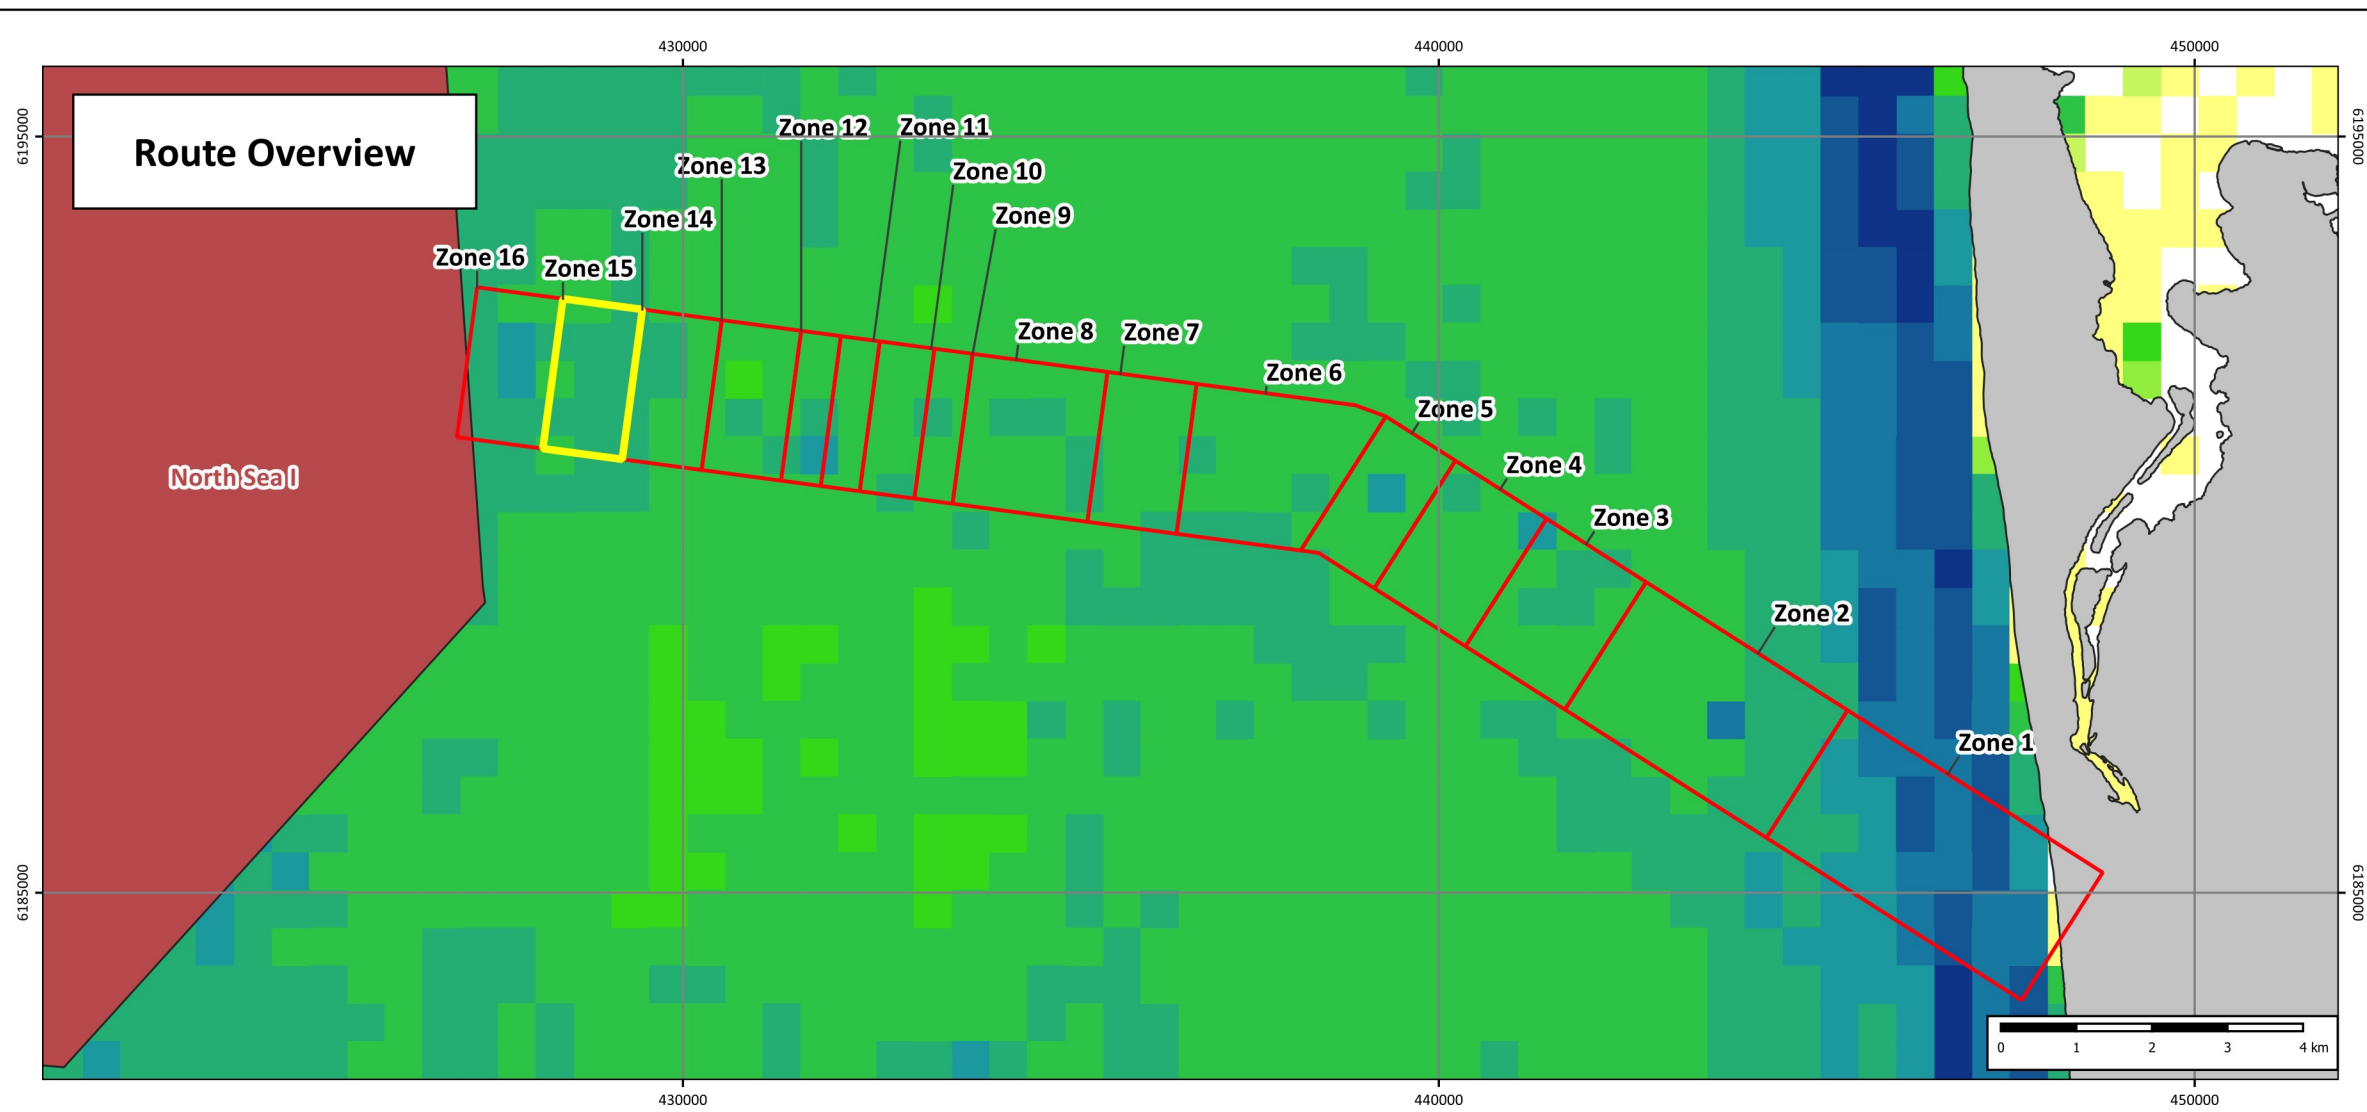 430000
440000
450000
6195000
6195000
Route Overview
Zone 12
Zone 11
Zone 13
Zone 10
Zone 14
Zone 9
Zone 16
Zone 15
Zone 8
Zone 7
Zone 6
Zone 5
Zone 4
North Sea I
Zone 3
Zone 2
Zone 1
6185000
6185000
0 1 2 3 4 km
430000
440000
450000